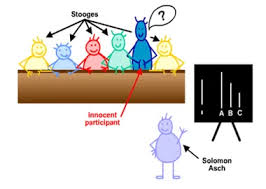 Stooges
?
A B C
Innocent
participant
Solomon
Asch